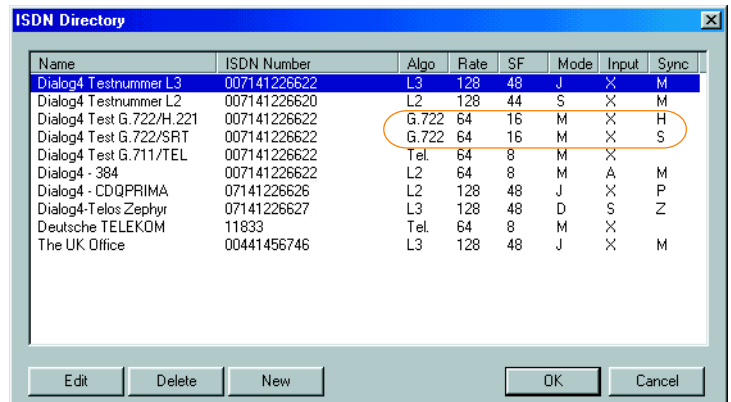 ISDN Directory
Name ISDN Number Algo Rate SF Mode Input Sync
Dialog4 Testnummer L3 007141226622 L3 128 48 J X M
Dialog4 Testnummer L2 007141226620 L2 128 44 S X M
Dialog4 Test G.722/H.221 007141226622 G.722 64 16 M X H
Dialog4 Test G.722/SRT 007141226622 G.722 64 16 M X S
Dialog4 Test G.711/TEL 007141226622 Tel. 64 8 M X
Dialog4 - 384 007141226622 L2 64 8 M A M
Dialog4 - CDQPRIMA 07141226626 L2 128 48 J X P
Dialog4-Telos Zephyr 07141226627 L3 128 48 D S Z
Deutsche TELEKOM 11833 Tel. 64 8 M X
The UK Office 00441456746 L3 128 48 J X M
Edit Delete New OK Cancel